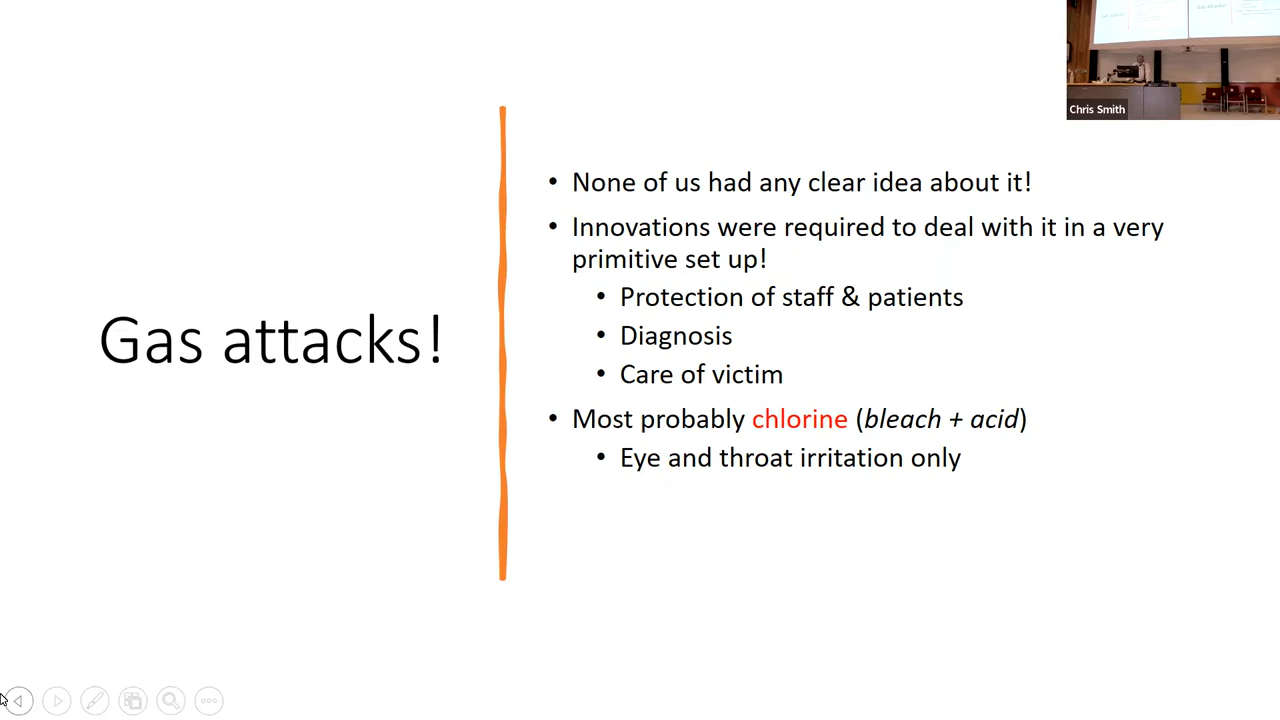 Chris Smith
Gas attacks!
• None of us had any clear idea about it!
• Innovations were required to deal with it in a very
primitive set up!
• Protection of staff & patients
• Diagnosis
• Care of victim
• Most probably chlorine (bleach + acid)
• Eye and throat irritation only